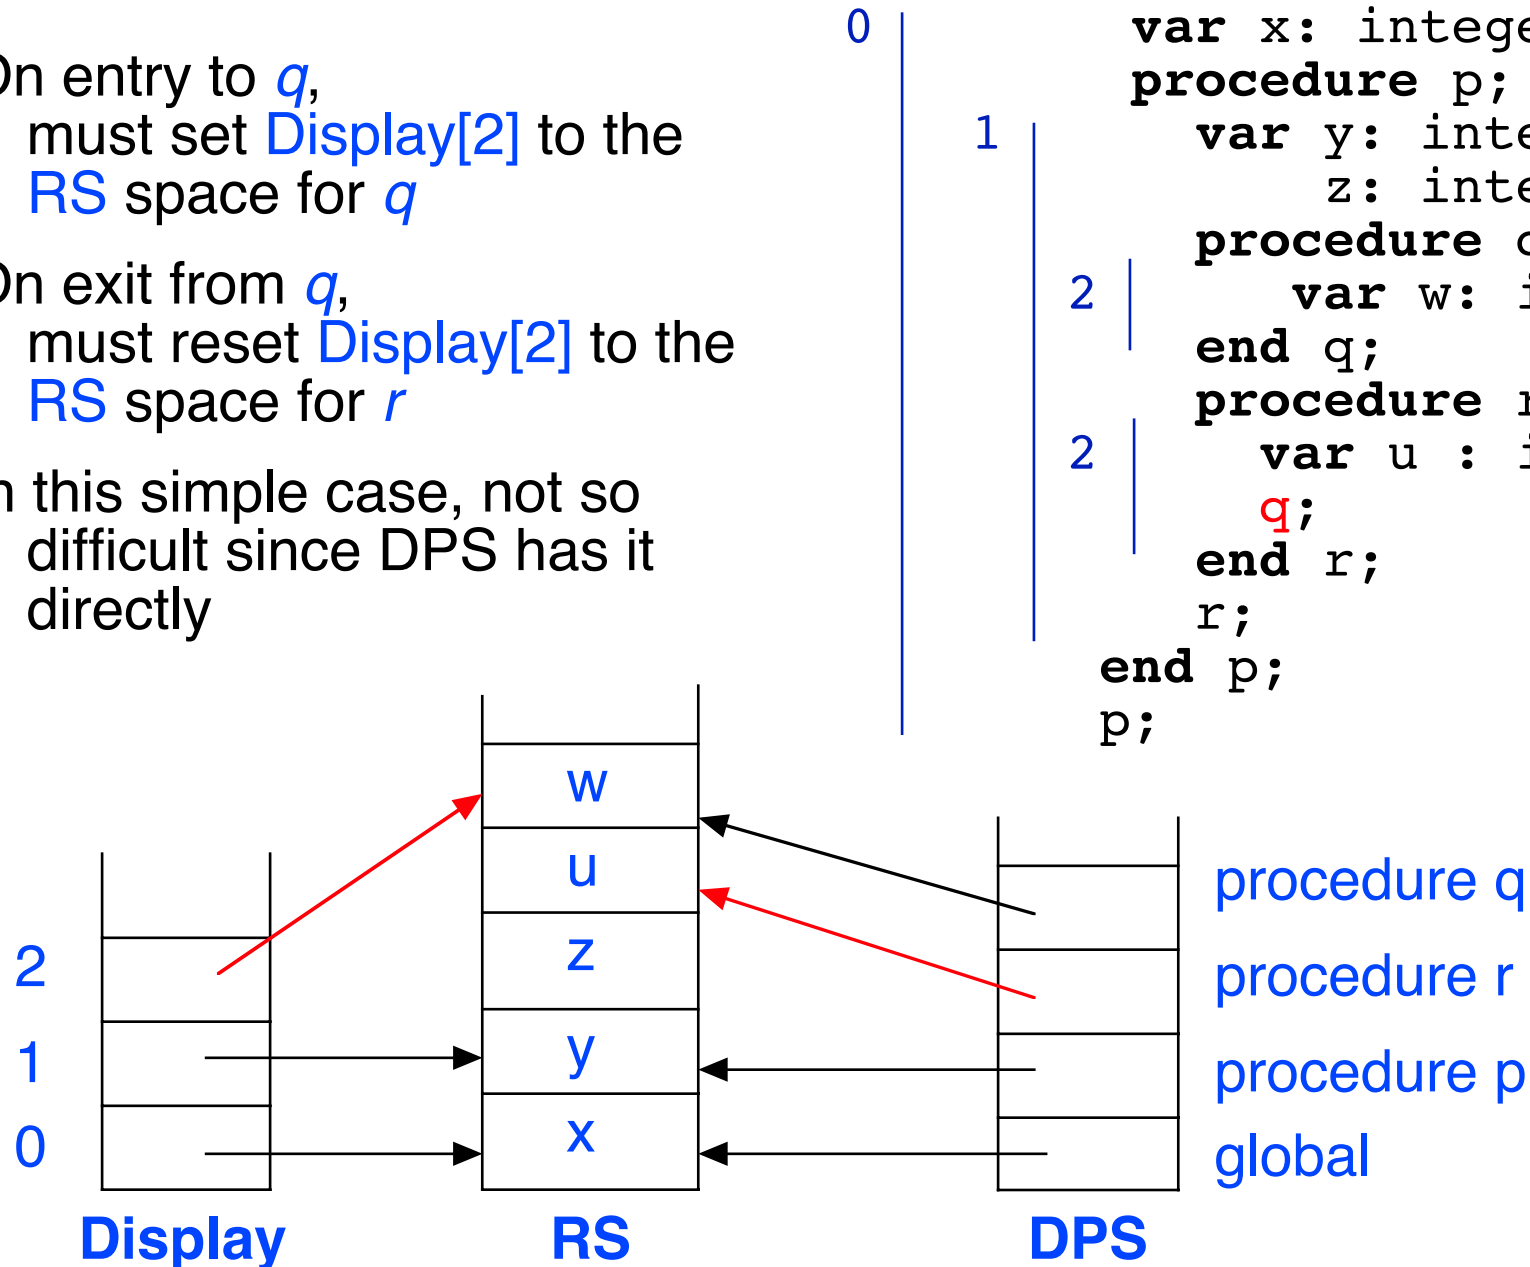 On entry to q,
must set Display[2] to the
RS space for q
On exit from q,
must reset Display[2] to the
RS space for r
this simple case, not so
difficult since DPS has it
directly
0
var x:
procedure p;
1
var y:
z:
procedure
2
var w:
end q;
procedure
2
var u :
q;
end r;
r;
end p;
p;
w
u
z
y
x
2
1
0
procedure q
procedure r
procedure p
global
Display
RS
DPS